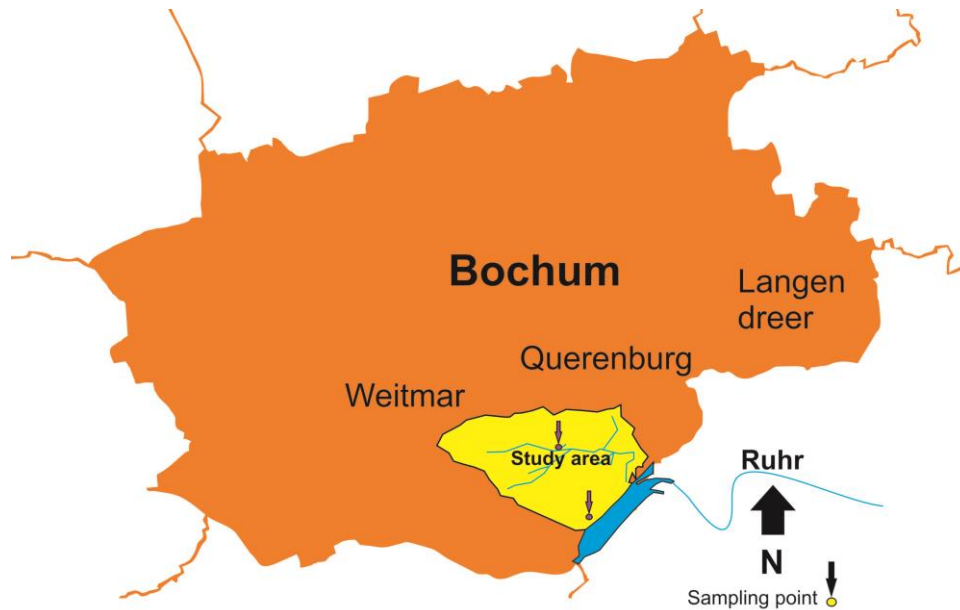 Bochum
Langen
dreer
Querenburg
Weitmar
Study area
Ruhr
N
Sampling point